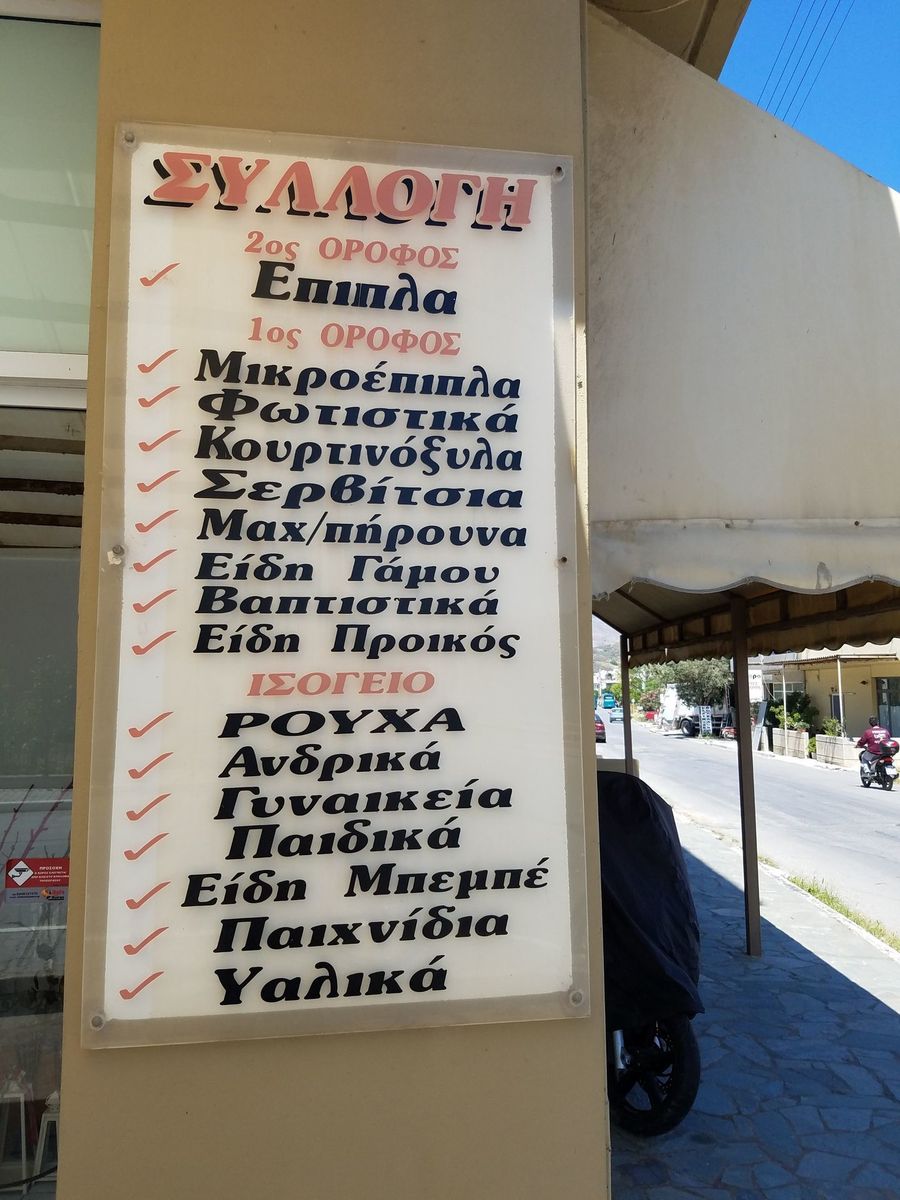 ΣΥΛΛΟΓΗ
2ος ΟΡΟΦΟΣ
Επιπλα
1ος ΟΡΟΦΟΣ
Μικροέπιπλα
Φωτιστικά
Κουρτινόξυλα
Σερβίτσια
Μαχ/πήρουνα
Είδη Γάμου
Βαπτιστικά
Είδη Προικός
ΙΣΟΓΕΙΟ
ΡΟΥΧΑ
Ανδρικά
Γυναικεία
Παιδικά
Είδη Μπεμπέ
Παιχνίδια
Υαλικά
ΠΡΟΣΟΧΗ